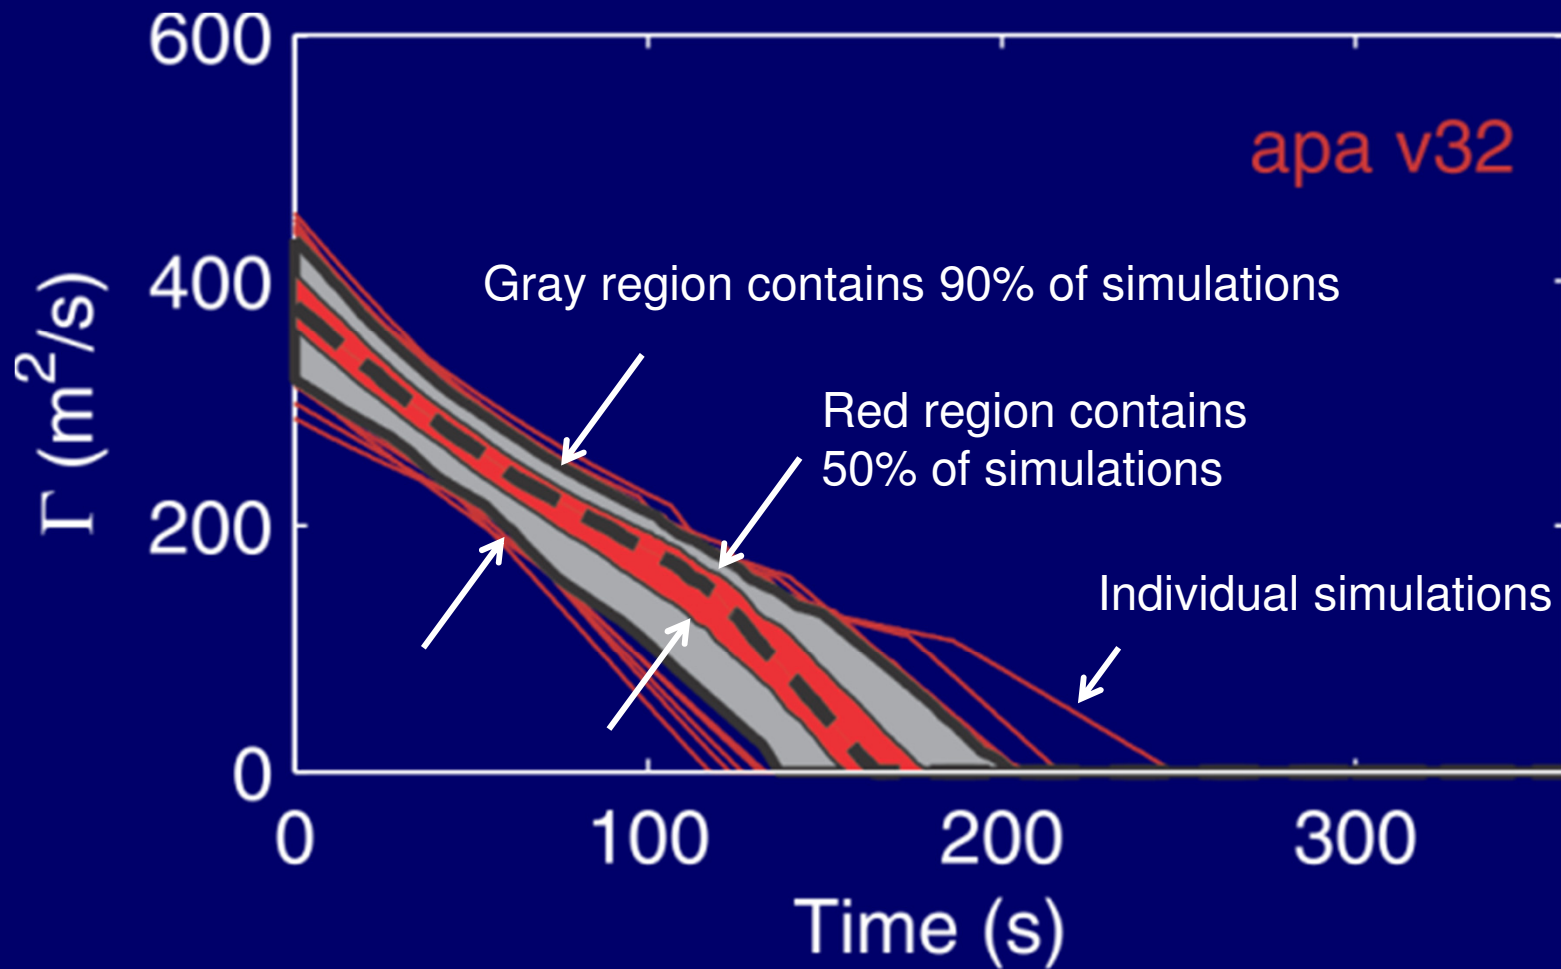 600
apa v32
Gray region contains 90% of simulations
400
Red region contains
50% of simulations
Γ (m²/s)
200
Individual simulations
0
0 100 200 300
Time (s)